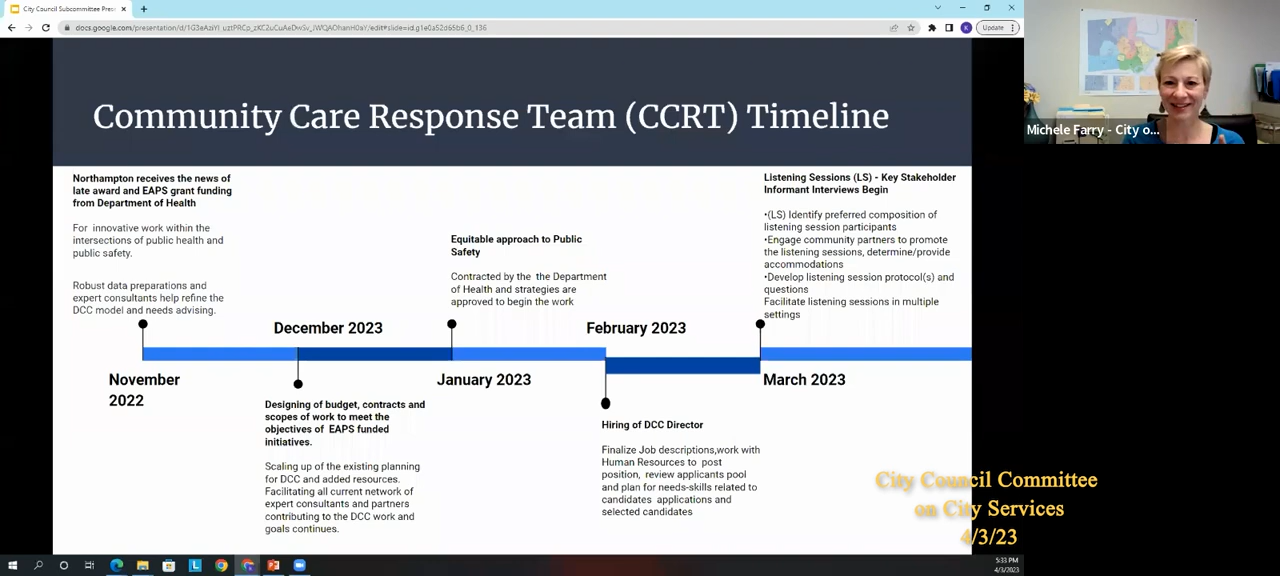 City Council Subcommittee Pres
Update
Community Care Response Team (CCRT) Timeline
Michele Farry - City o...
Northampton receives the news of
late award and EAPS grant funding
from Department of Health
For innovative work within the
intersections of public health and
public safety.
Robust data preparations and
expert consultants help refine the
DCC model and needs advising.
November
2022
December 2023
Designing of budget, contracts and
scopes of work to meet the
objectives of EAPS funded
initiatives.
Scaling up of the existing planning
for DCC and added resources.
Facilitating all current network of
expert consultants and partners
contributing to the DCC work and
goals continues.
Equitable approach to Public
Safety
Contracted by the the Department
of Health and strategies are
approved to begin the work
January 2023
February 2023
Hiring of DCC Director
Finalize Job descriptions,work with
Human Resources to post
position, review applicants pool
and plan for needs-skills related to
candidates applications and
selected candidates
Listening Sessions (LS) - Key Stakeholder
Informant Interviews Begin
•(LS) Identify preferred composition of
listening session participants
•Engage community partners to promote
the listening sessions, determine/provide
accommodations
•Develop listening session protocol(s) and
questions
Facilitate listening sessions in multiple
settings
March 2023
City Council Committee
on City Services
4/3/23
5:33 PM
4/3/2023